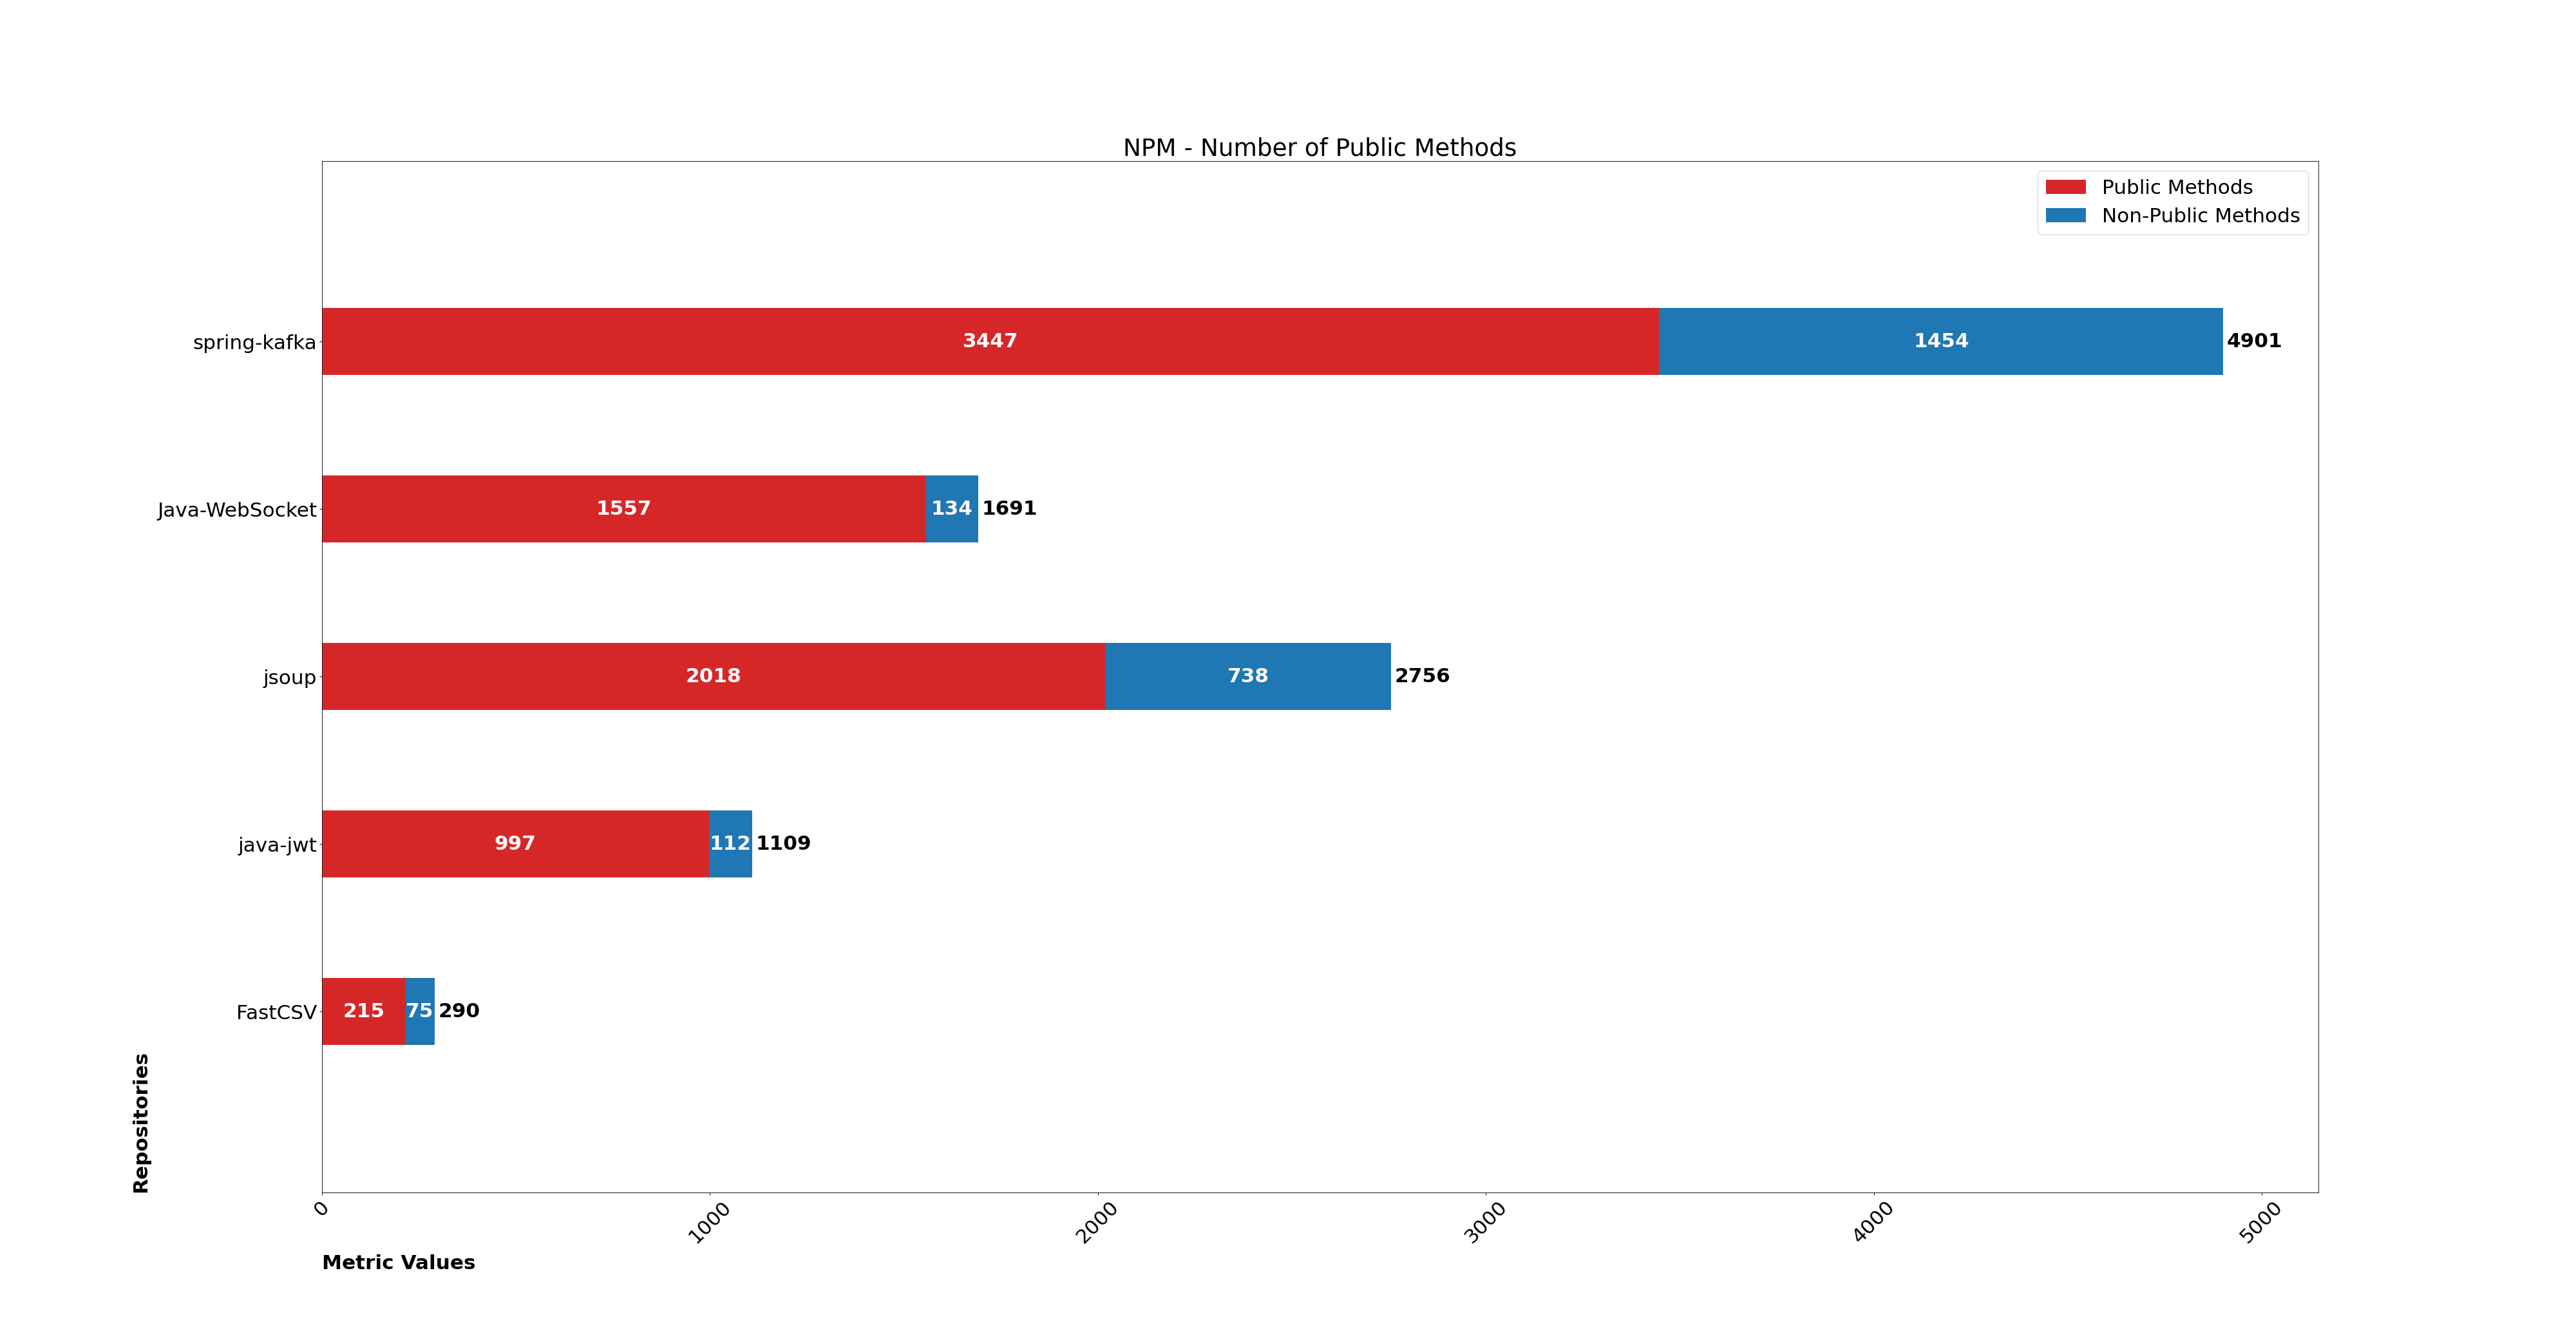 NPM - Number of Public Methods
Public Methods
Non-Public Methods
spring-kafka 3447 1454 4901
Java-WebSocket 1557 134 1691
jsoup 2018 738 2756
java-jwt 997 112 1109
FastCSV 215 75 290
Repositories
0 1000 2000 3000 4000 5000
Metric Values